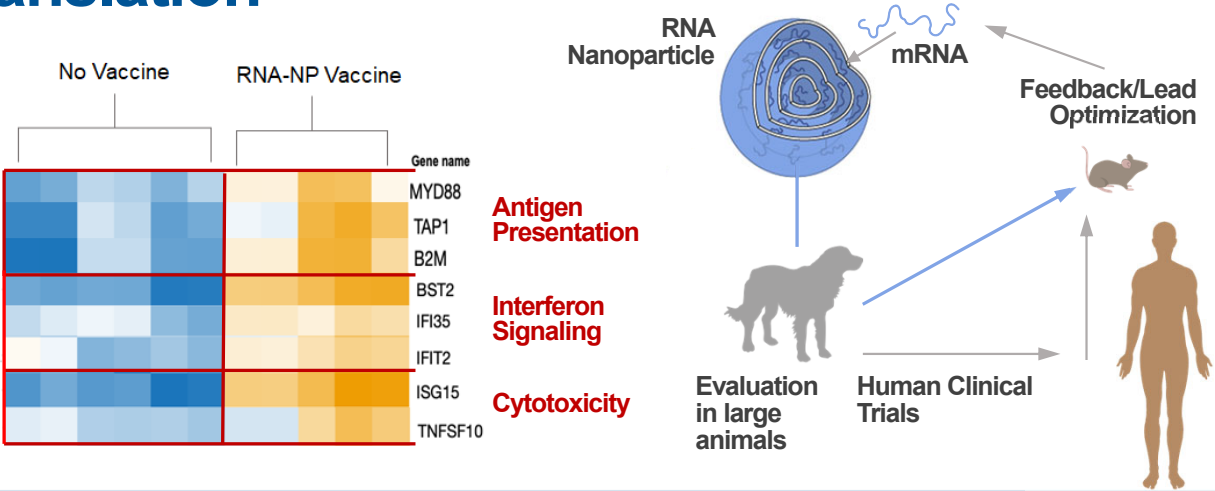 No Vaccine
RNA-NP Vaccine
Gene name
MYD88
TAP1
B2M
BST2
IFI35
IFIT2
ISG15
TNFSF10
Antigen
Presentation
Interferon
Signaling
Cytotoxicity
RNA
Nanoparticle
mRNA
Feedback/Lead
Optimization
Evaluation
in large
animals
Human Clinical
Trials